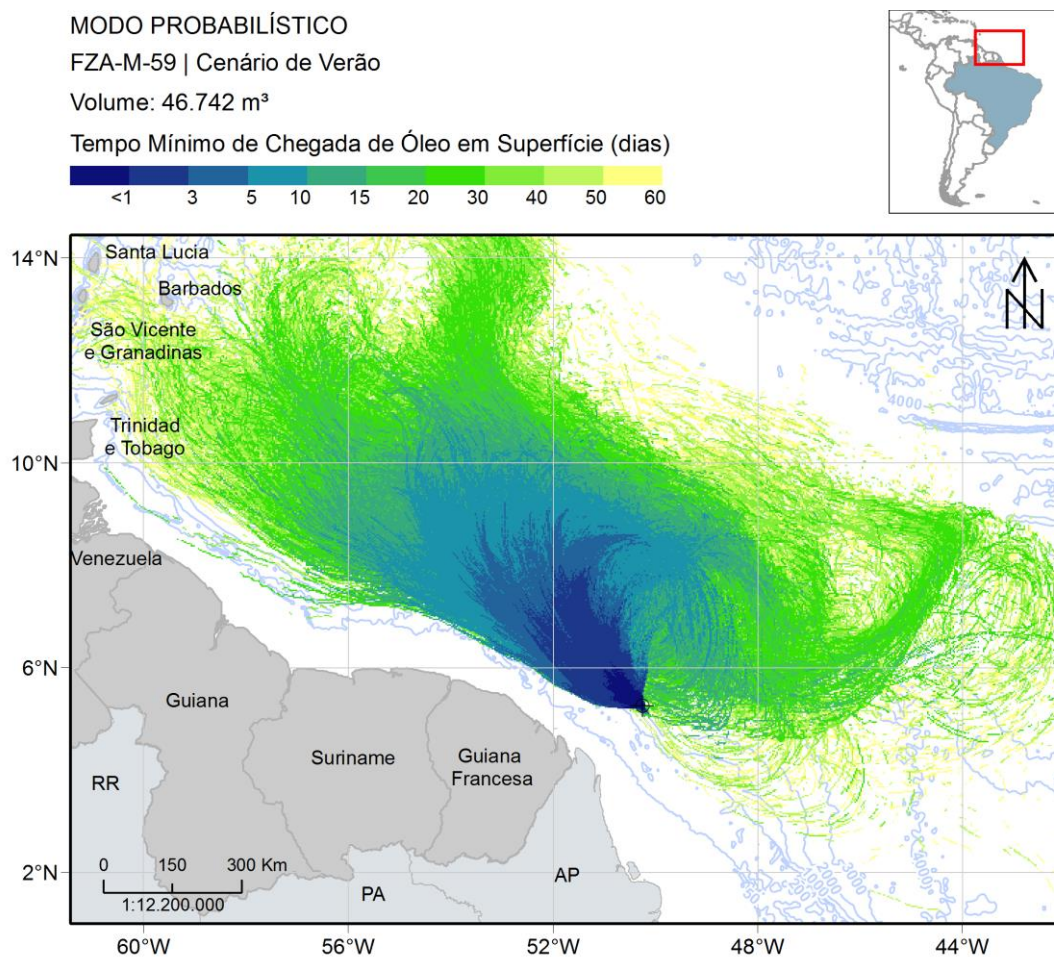 MODO PROBABILÍSTICO
FZA-M-59 | Cenário de Verão
Volume: 46.742 m³
Tempo Mínimo de Chegada de Óleo em Superfície (dias)
<1 3 5 10 15 20 30 40 50 60
14°N
Santa Lucia
Barbados
São Vicente
e Granadinas
N
4000
Trinidad
e Tobago
10°N
Venezuela
6°N
Guiana
Suriname
Guiana
Francesa
RR
0 150 300 Km
1:12.200.000
PA
AP
2°N
60°W 56°W 52°W 48°W 44°W